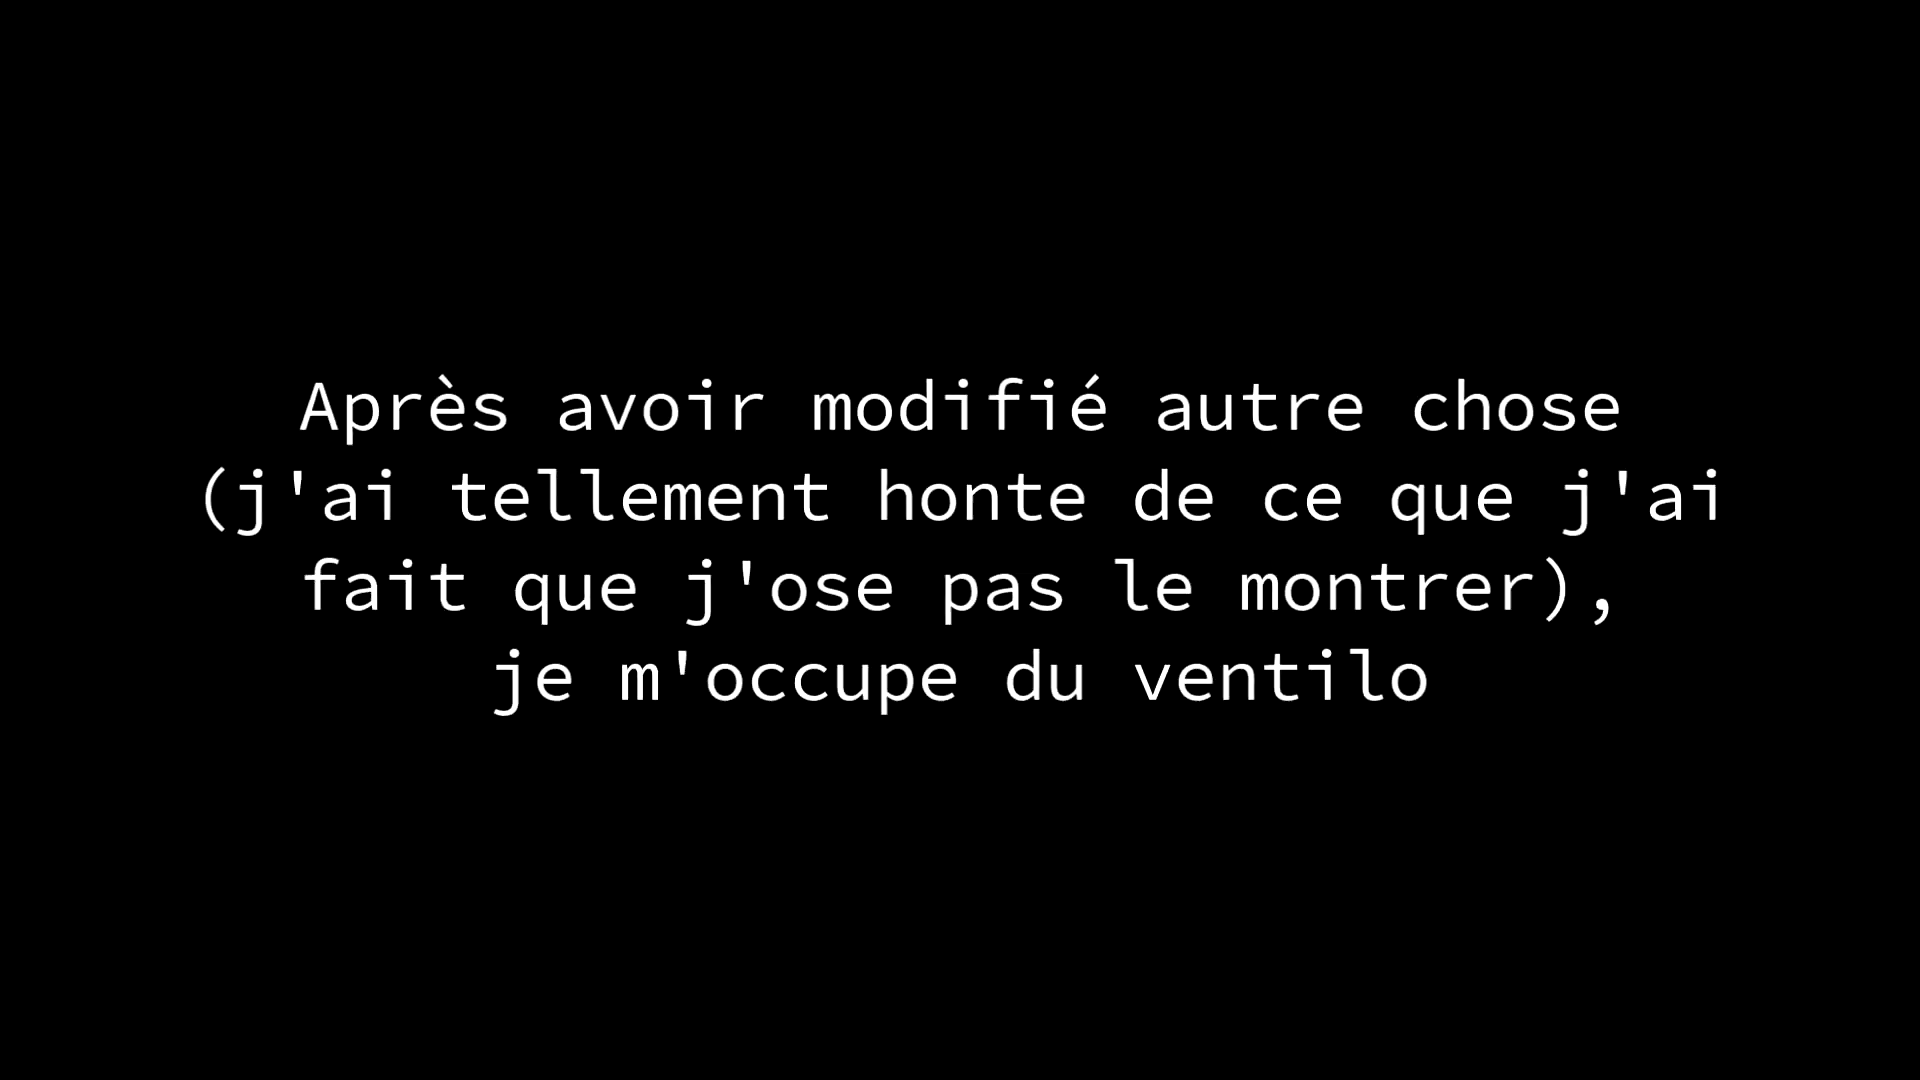 Après avoir modifié autre chose
(j'ai tellement honte de ce que j'ai
fait que j'ose pas le montrer),
je m'occupe du ventilo